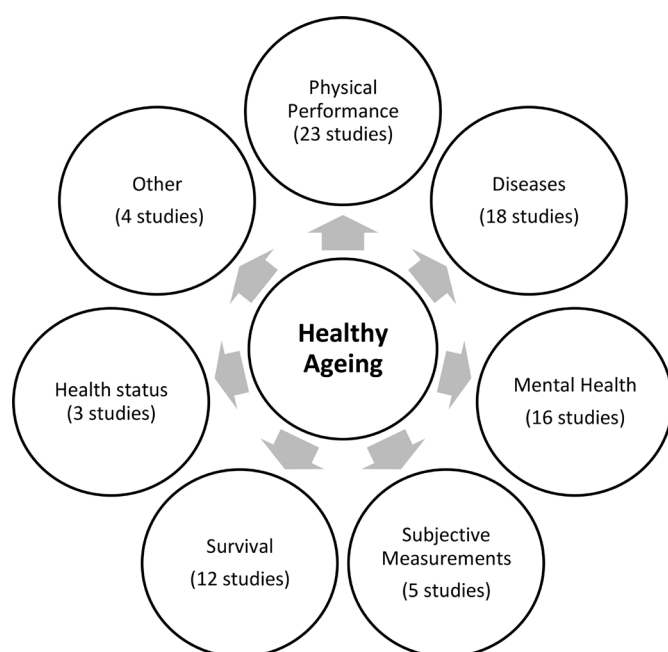 Physical
Performance
(23 studies)
Other
(4 studies)
Diseases
(18 studies)
Healthy
Ageing
Health status
(3 studies)
Mental Health
(16 studies)
Survival
(12 studies)
Subjective
Measurements
(5 studies)